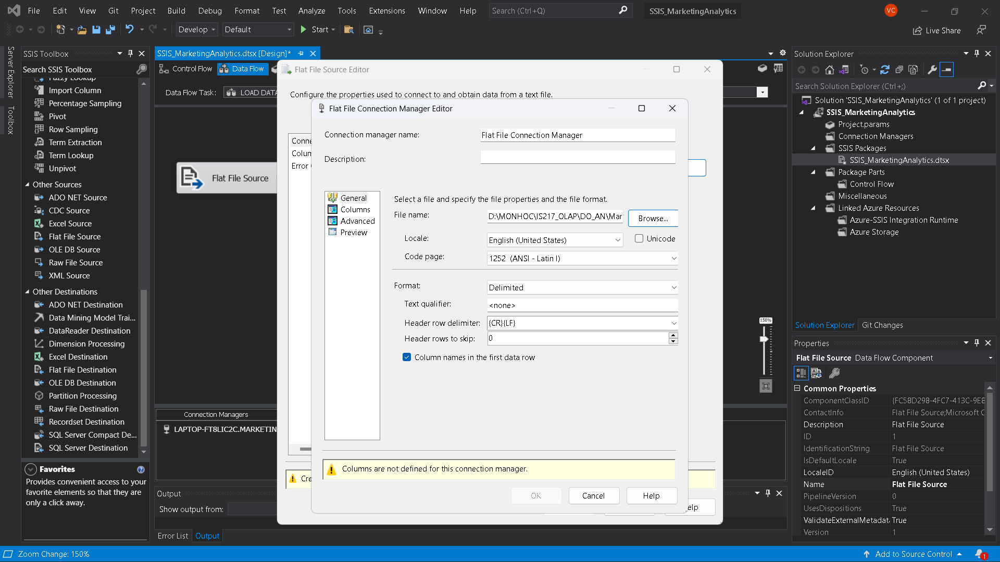 File Edit View Git Project Build Debug Format Test Analyze Tools Extensions Window Help Search (Ctrl+Q) SSIS_MarketingAnalytics VC
Develop Default Start Live Share
Server Explorer
Toolbox
SSIS Toolbox
Search SSIS Toolbox
Fuzzy Lookup
Import Column
Percentage Sampling
Pivot
Row Sampling
Term Extraction
Term Lookup
Unpivot
Other Sources
ADO NET Source
CDC Source
Excel Source
Flat File Source
OLE DB Source
Raw File Source
XML Source
Other Destinations
ADO NET Destination
Data Mining Model Trai...
DataReader Destination
Dimension Processing
Excel Destination
Flat File Destination
OLE DB Destination
Partition Processing
Raw File Destination
Recordset Destination
SQL Server Compact De...
SQL Server Destination
Favorites
Provides convenient access to your
favorite elements so that they are
only a click away.
SSIS_MarketingAnalytics.dtsx [Design]*
Control Flow Data Flow
Data Flow Task: LOAD DATA
Flat File Source
150%
Connection Managers
LAPTOP-FT8LIC2C.MARKETIN
Output
Show output from:
Error List Output
Flat File Source Editor
Configure the properties used to connect to and obtain data from a text file.
Conne
Colum
Error
Cre
elp
Flat File Connection Manager Editor
Connection manager name: Flat File Connection Manager
Description:
General
Columns
Advanced
Preview
Select a file and specify the file properties and the file format.
File name: D:\MONHOC\IS217_OLAP\DO_AN\Mar Browse...
Locale: English (United States) Unicode
Code page: 1252 (ANSI - Latin I)
Format: Delimited
Text qualifier: <none>
Header row delimiter: {CR}{LF}
Header rows to skip: 0
Column names in the first data row
Columns are not defined for this connection manager.
OK Cancel Help
Solution Explorer
Search Solution Explorer (Ctrl+;)
Solution 'SSIS_MarketingAnalytics' (1 of 1 project)
SSIS_MarketingAnalytics
Project.params
Connection Managers
SSIS Packages
SSIS_MarketingAnalytics.dtsx
Package Parts
Control Flow
Miscellaneous
Linked Azure Resources
Azure-SSIS Integration Runtime
Azure Storage
Solution Explorer Git Changes
Properties
Flat File Source Data Flow Component
Common Properties
ComponentClassID {FC58D298-4FC7-413C-9E8
ContactInfo Flat File Source;Microsoft C
Description Flat File Source
ID 1
IdentificationString Flat File Source
IsDefaultLocale True
LocaleID English (United States)
Name Flat File Source
PipelineVersion 0
UsesDispositions True
ValidateExternalMetadat True
Version 1
Zoom Change: 150% Add to Source Control 1